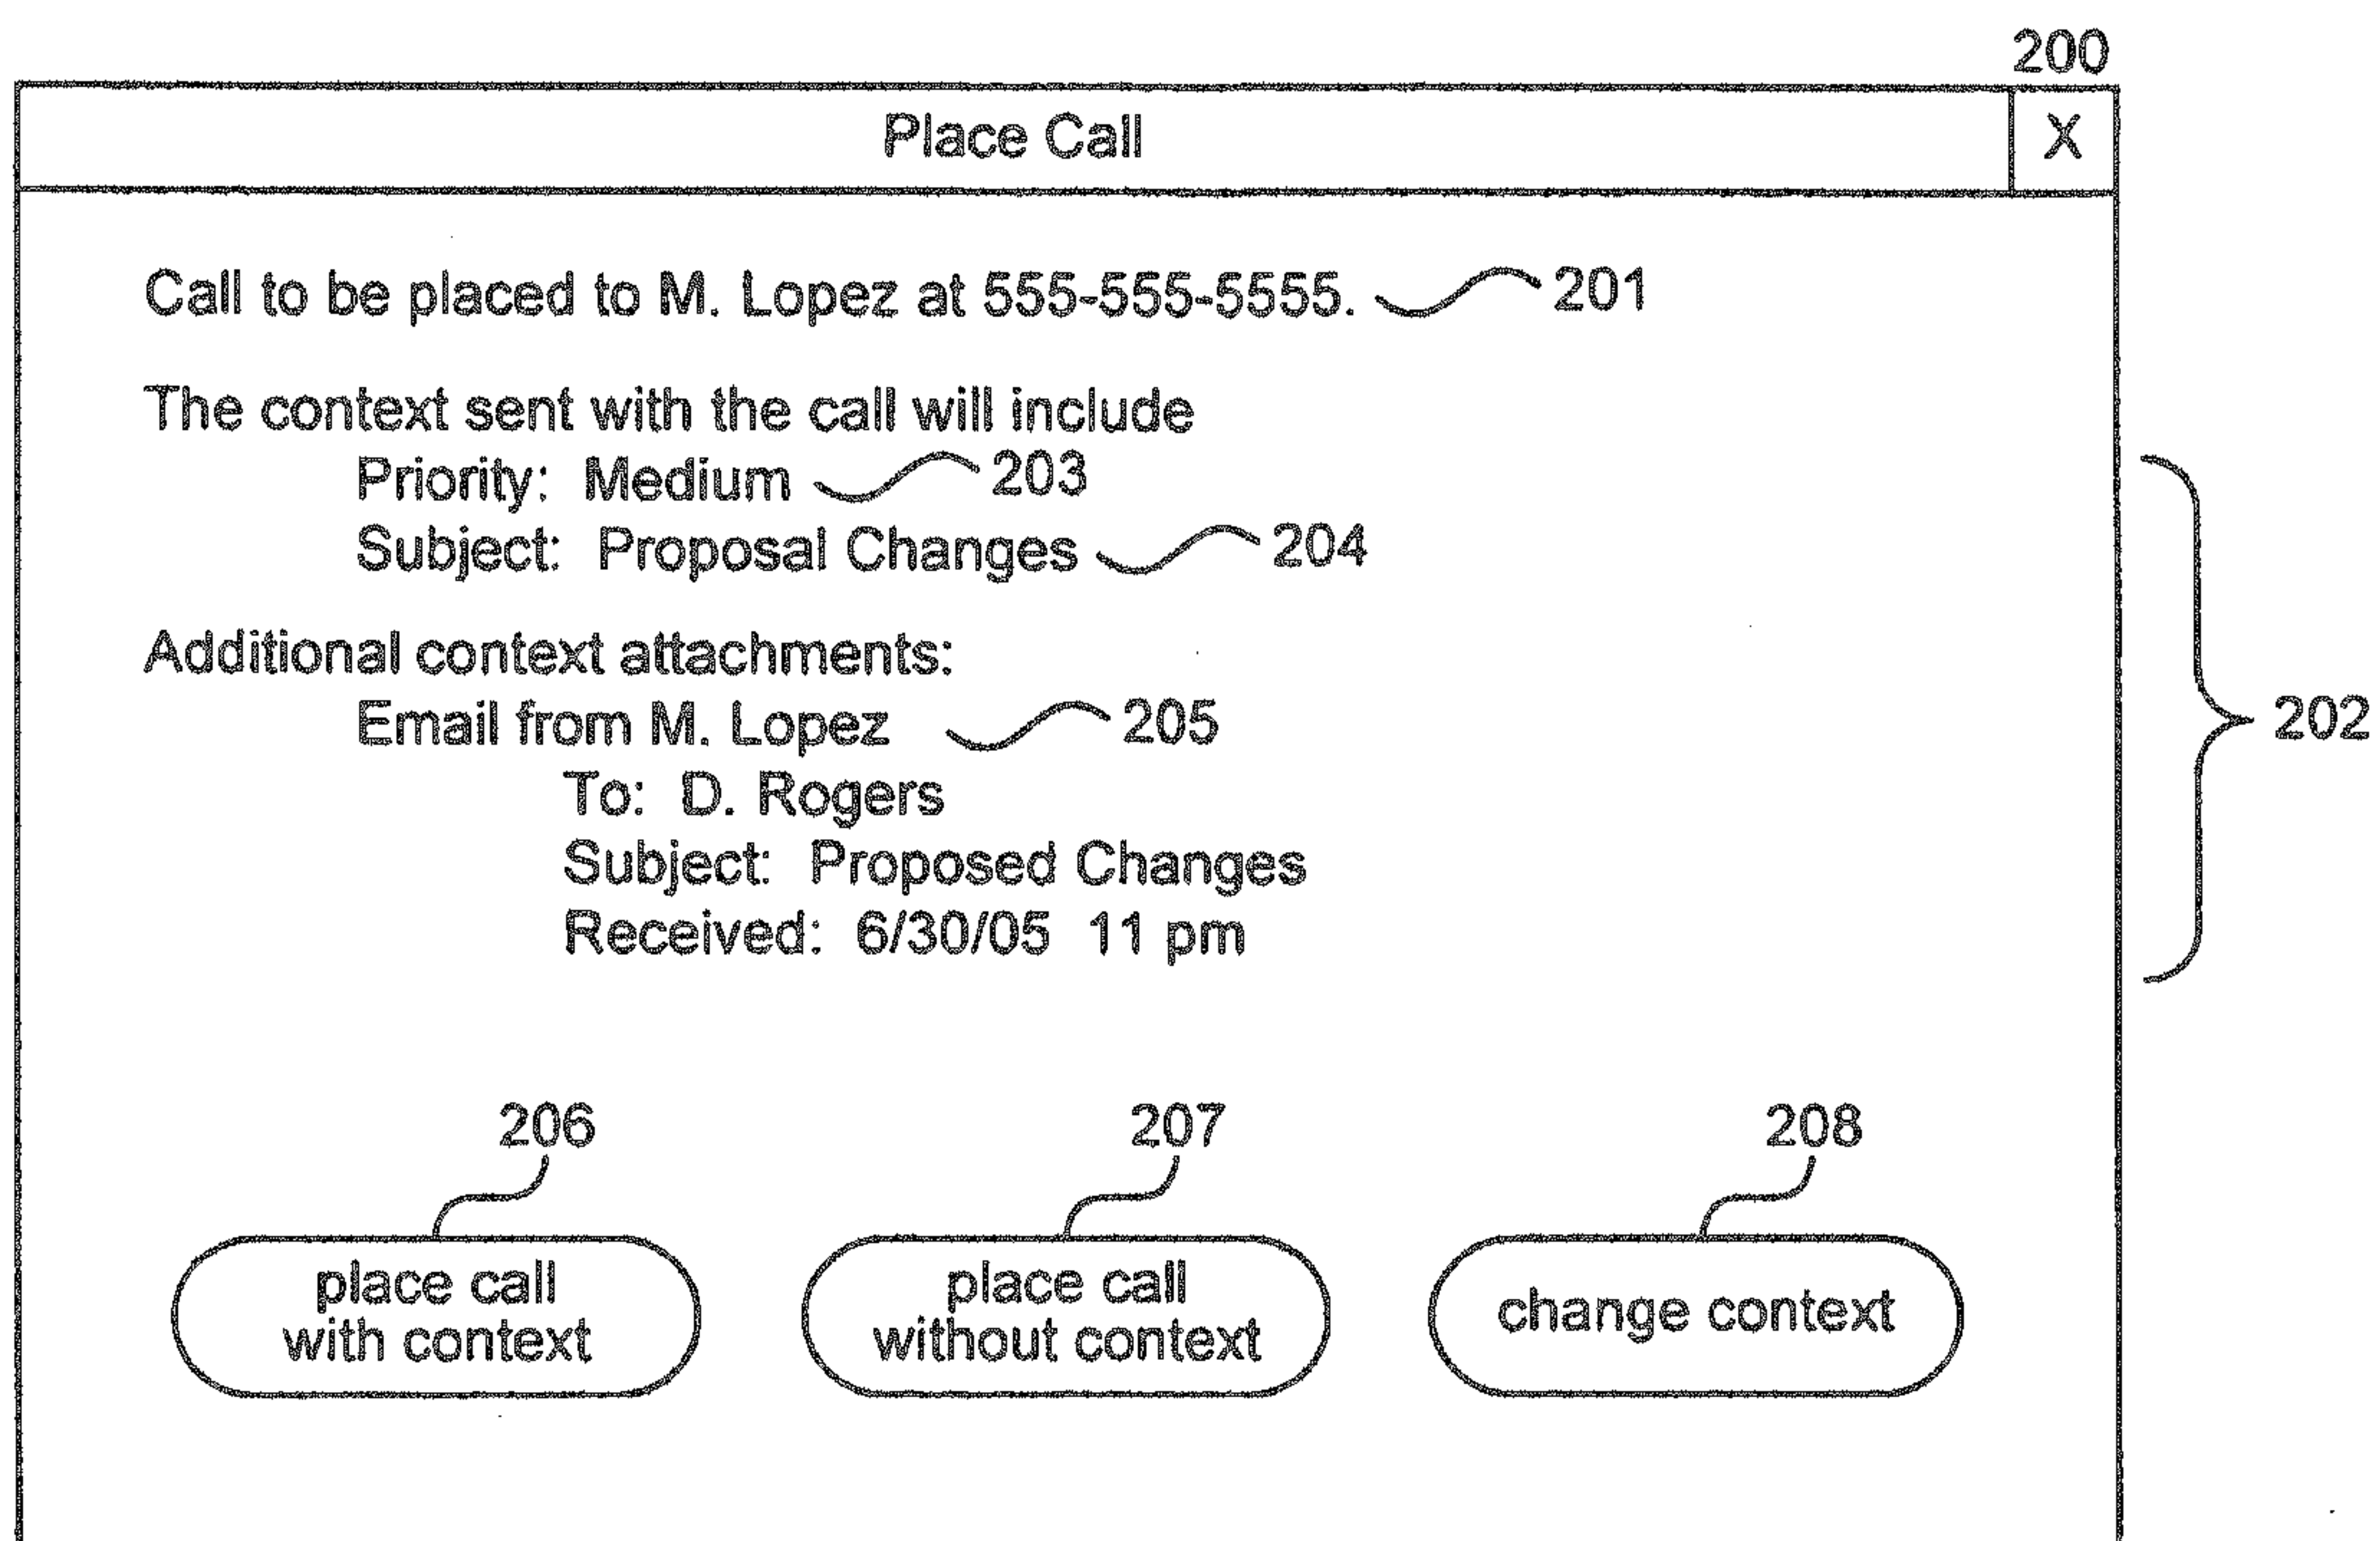 200
Place Call X
Call to be placed to M. Lopez at 555-555-5555. 201
The context sent with the call will include
Priority: Medium 203
Subject: Proposal Changes 204
Additional context attachments:
Email from M. Lopez 205
202
To: D. Rogers
Subject: Proposed Changes
Received: 6/30/05 11 pm
206 207 208
place call
with context
place call
without context
change context